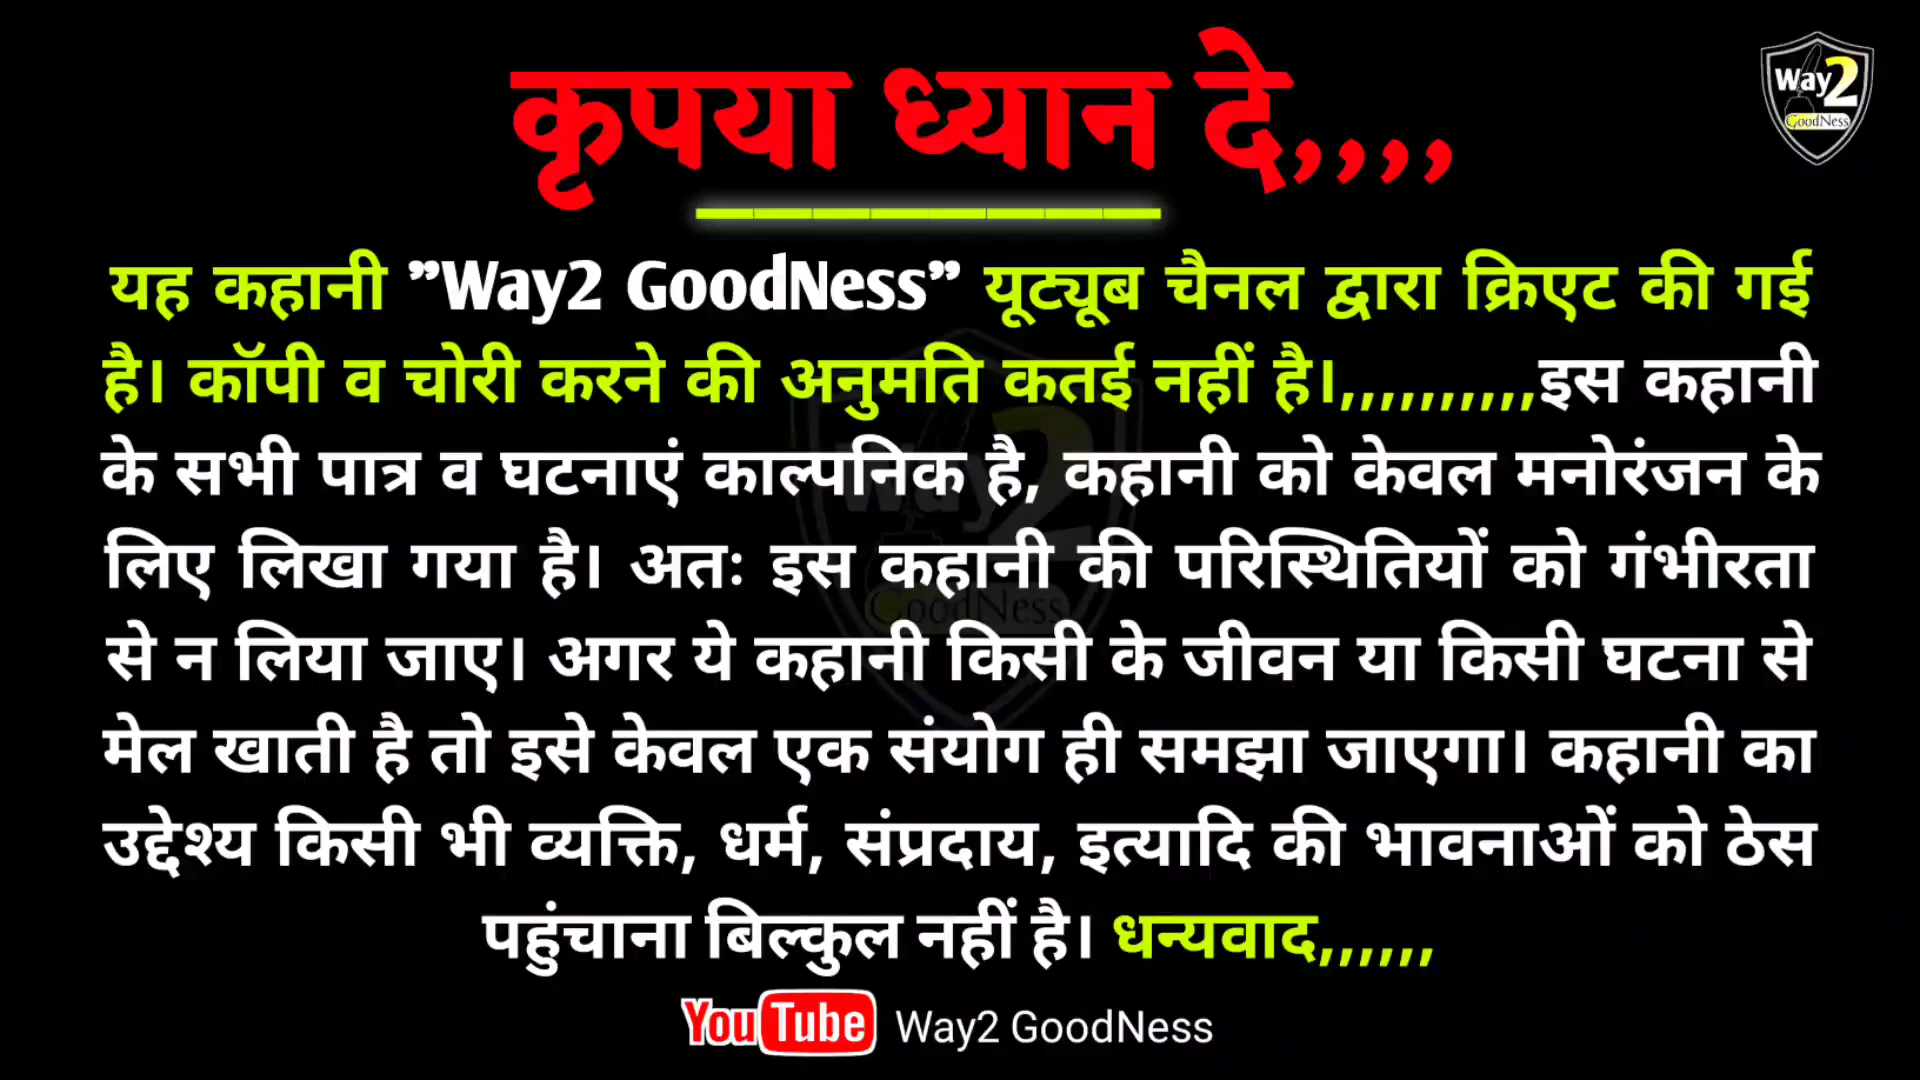 कृपया ध्यान दे,,,,
Way2
GoodNess
यह कहानी "Way2 GoodNess" यूट्यूब चैनल द्वारा क्रिएट की गई
है। कॉपी व चोरी करने की अनुमति कतई नहीं है।,,,,,,,,,,इस कहानी
के सभी पात्र व घटनाएं काल्पनिक है, कहानी को केवल मनोरंजन के
लिए लिखा गया है। अतः इस कहानी की परिस्थितियों को गंभीरता
से न लिया जाए। अगर ये कहानी किसी के जीवन या किसी घटना से
मेल खाती है तो इसे केवल एक संयोग ही समझा जाएगा। कहानी का
उद्देश्य किसी भी व्यक्ति, धर्म, संप्रदाय, इत्यादि की भावनाओं को ठेस
पहुंचाना बिल्कुल नहीं है। धन्यवाद,,,,,,
Way2
GoodNess
YouTube Way2 GoodNess